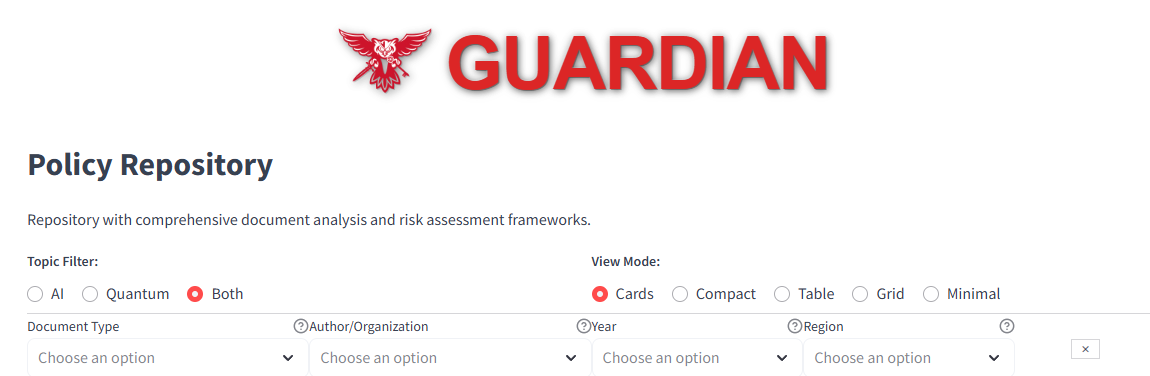 GUARDIAN
Policy Repository
Repository with comprehensive document analysis and risk assessment frameworks.
Topic Filter: View Mode:
AI Quantum Both Cards Compact Table Grid Minimal
Document Type ? Author/Organization ? Year ? Region ?
Choose an option Choose an option Choose an option Choose an option ×